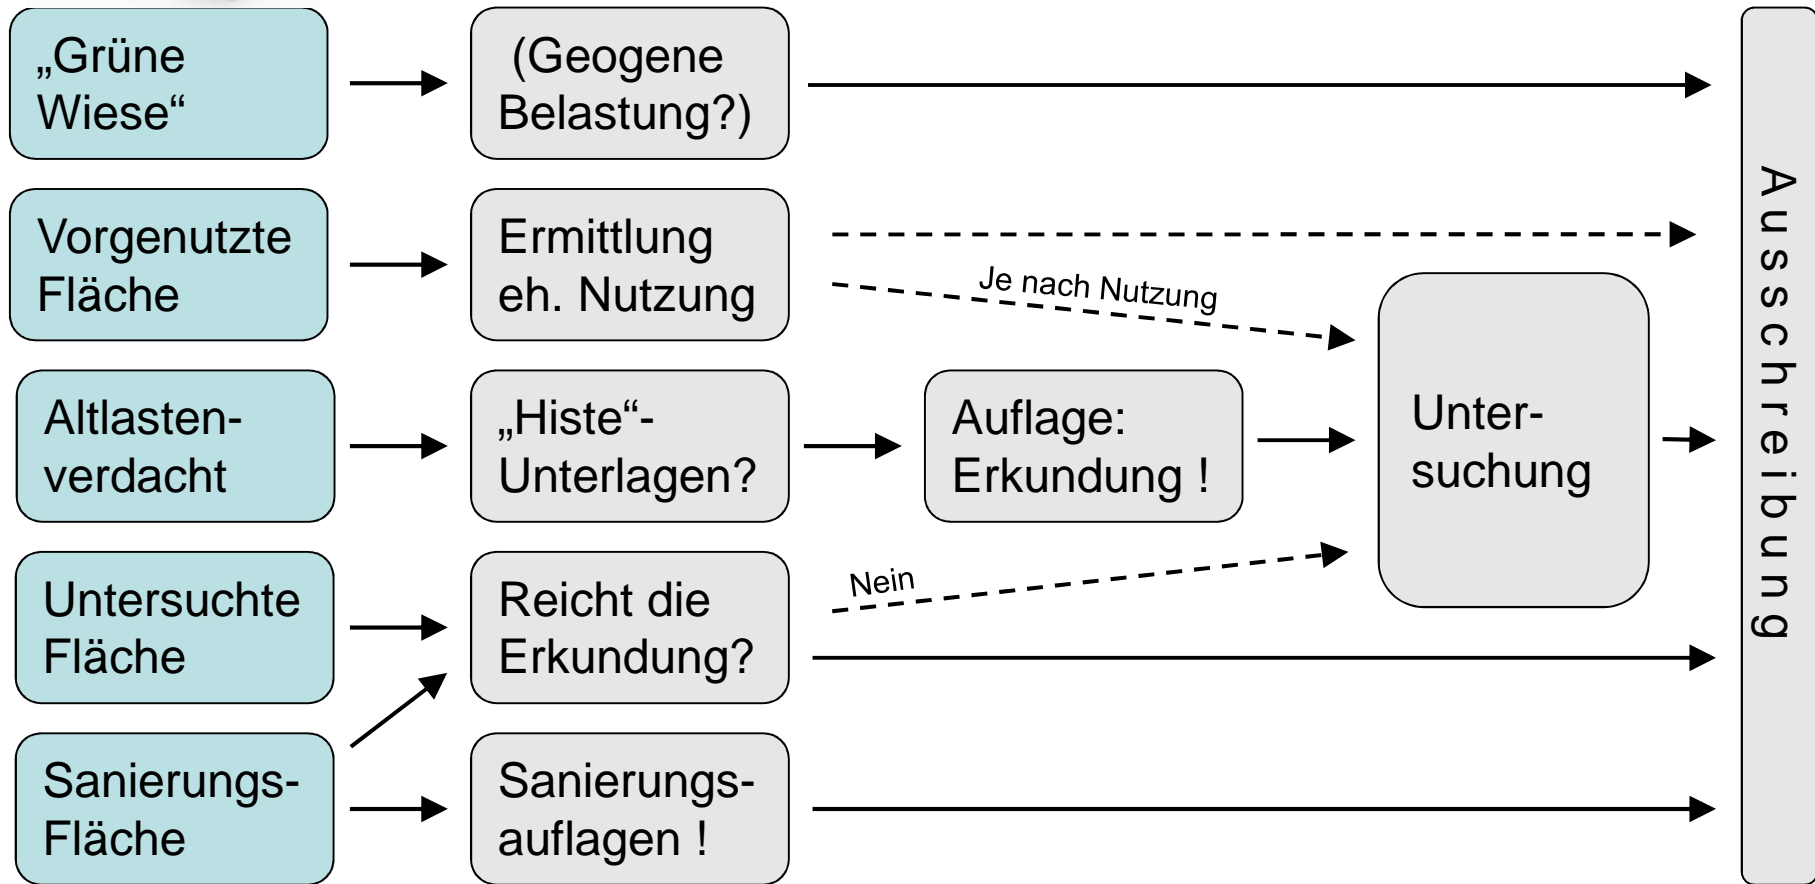 „Grüne
Wiese“
(Geogene
Belastung?)
Vorgenutzte
Fläche
Ermittlung
eh. Nutzung
Je nach Nutzung
Altlasten-
verdacht
„Histe“-
Unterlagen?
Auflage:
Erkundung !
Unter-
suchung
Untersuchte
Fläche
Reicht die
Erkundung?
Nein
Sanierungs-
Fläche
Sanierungs-
auflagen !
Ausschreibung